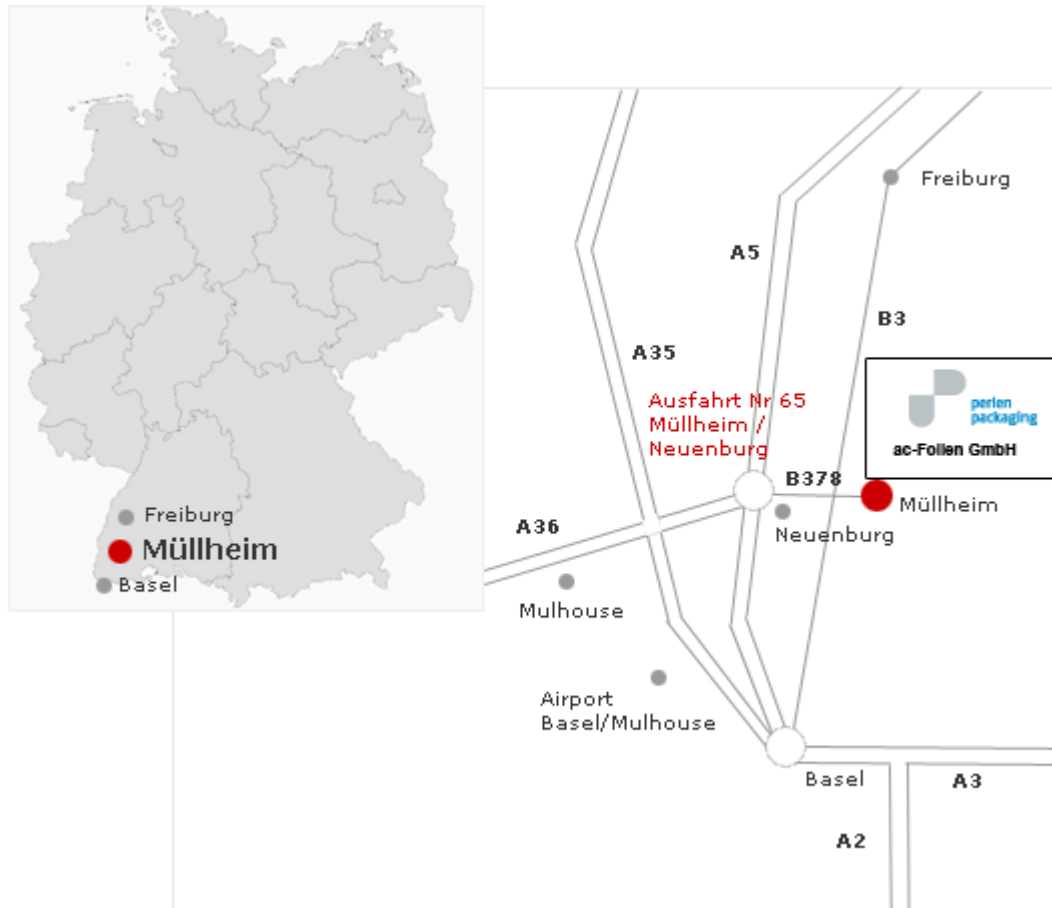 Freiburg
Müllheim
Basel
Freiburg
A5
B3
A35
Ausfahrt Nr 65
Müllheim /
Neuenburg
perlen
packaging
ac-Folien GmbH
B378
Müllheim
A36
Neuenburg
Mulhouse
Airport
Basel/Mulhouse
Basel
A3
A2